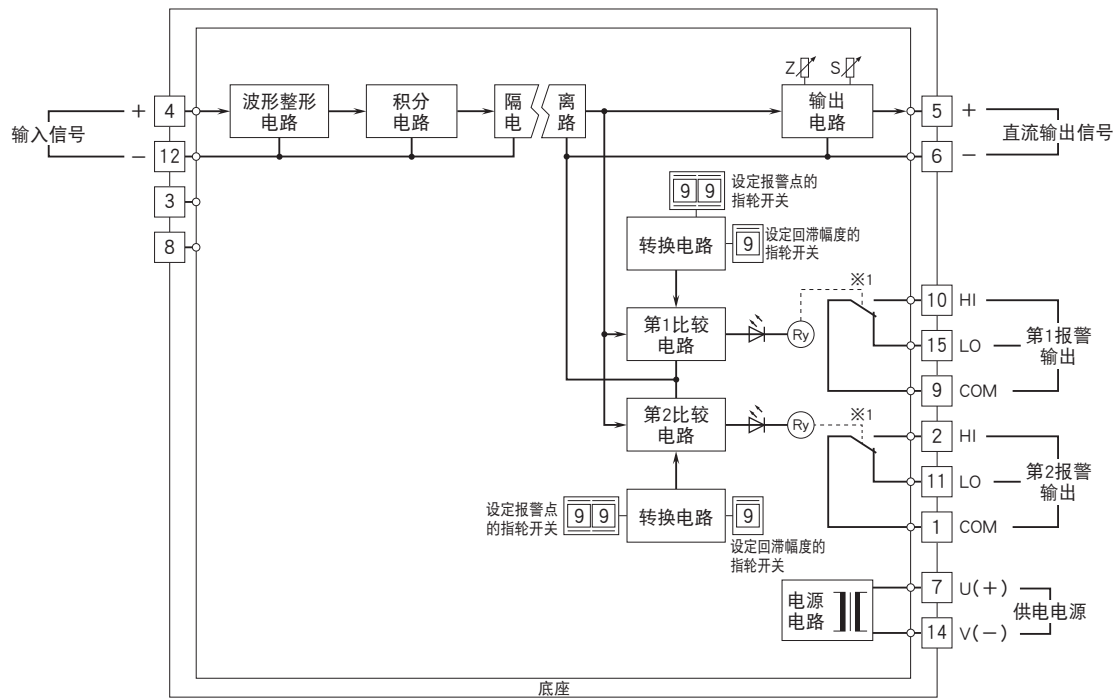 Z
S
波形整形
电路
积分
电路
隔
电
离
路
输出
电路
+
4
输入信号
−
12
3
8
5
+
直流输出信号
6
−
9 9
设定报警点的
指轮开关
转换电路
9
设定回滞幅度的
指轮开关
第1比较
电路
Ry
※1
10
HI
15
LO
第1报警
输出
9
COM
第2比较
电路
Ry
※1
2
HI
11
LO
第2报警
输出
1
COM
设定报警点
的指轮开关
9 9
转换电路
9
设定回滞幅度的
指轮开关
电源
电路
7
U(+)
供电电源
14
V(−)
底座